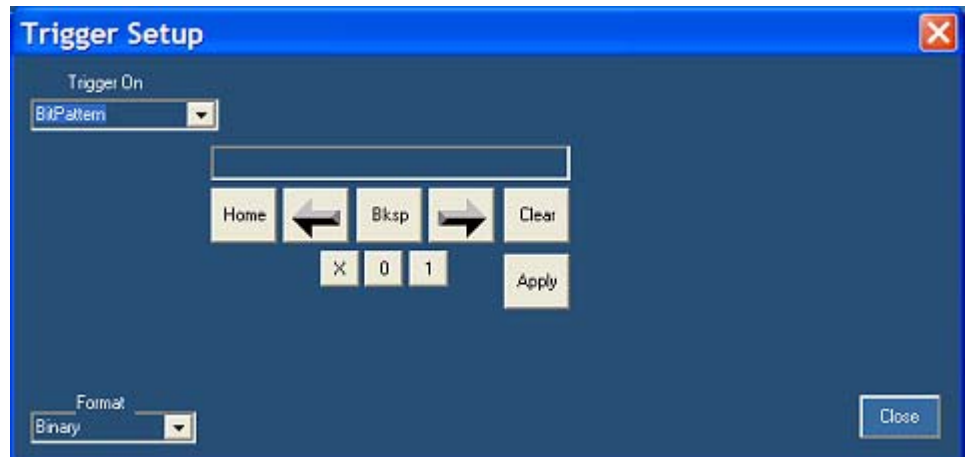 Trigger Setup
Trigger On
BitPattern
Home Bksp Clear
X 0 1
Apply
Format
Binary
Close